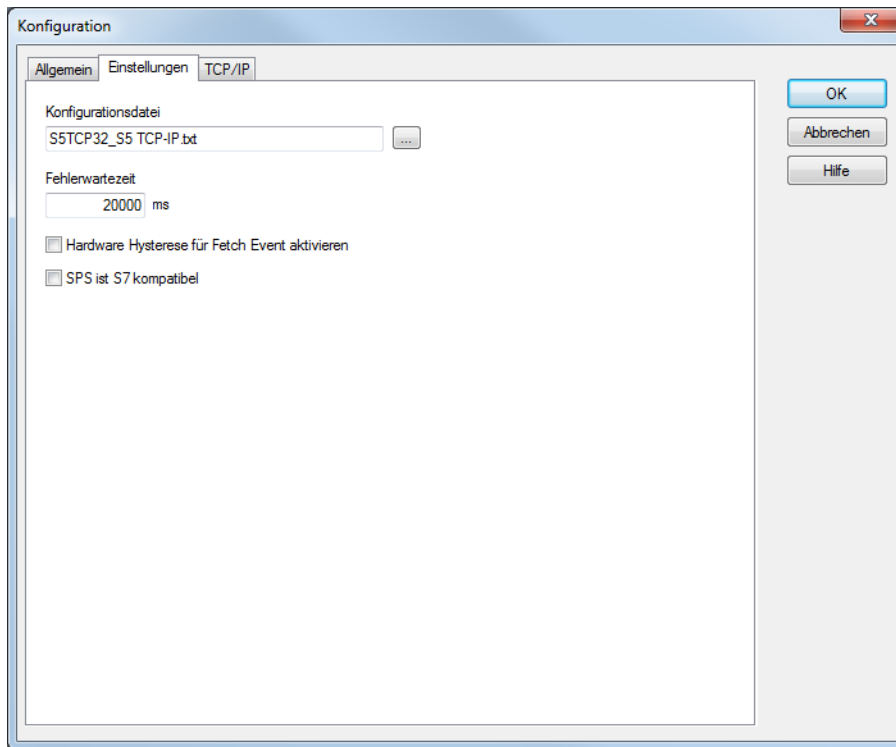 Konfiguration
Allgemein Einstellungen TCP/IP
OK
Abbrechen
Hilfe
Konfigurationsdatei
S5TCP32_S5 TCP-IP.txt ...
Fehlerwartezeit
20000 ms
Hardware Hysterese für Fetch Event aktivieren
SPS ist S7 kompatibel